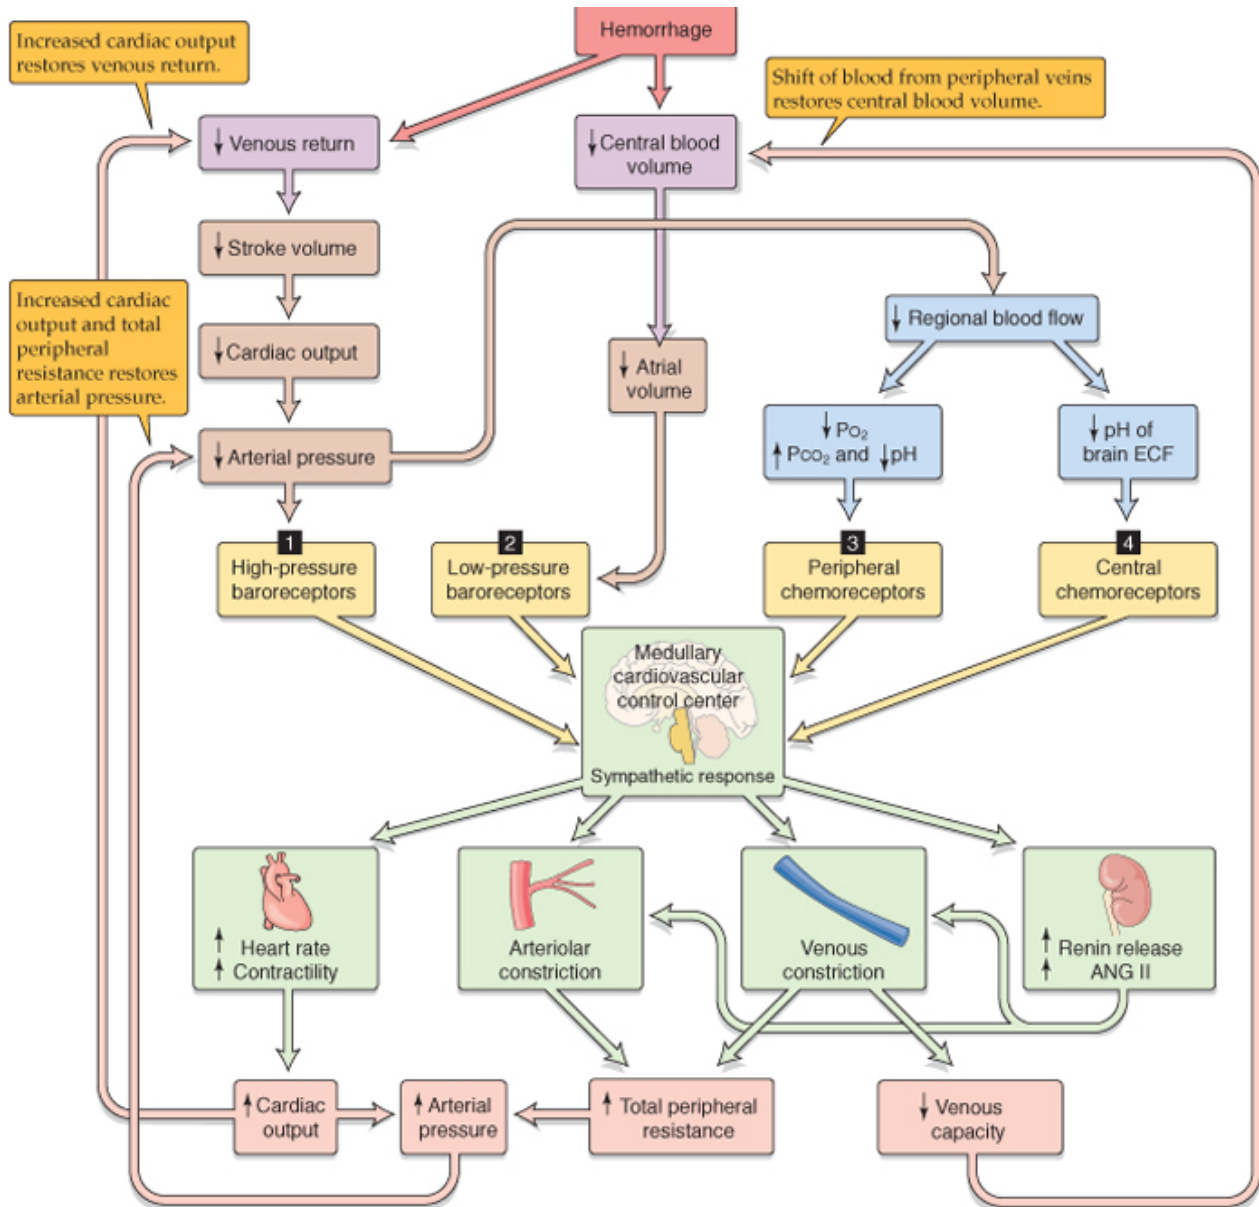 Hemorrhage
Increased cardiac output
restores venous return.
Shift of blood from peripheral veins
restores central blood volume.
↓ Venous return
↓ Central blood
volume
↓ Stroke volume
Increased cardiac
output and total
peripheral
resistance restores
arterial pressure.
↓ Regional blood flow
↓ Cardiac output
↓ Atrial
volume
↓ Arterial pressure
↓ Po₂
↑ Pco₂ and ↓pH
↓ pH of
brain ECF
1
High-pressure
baroreceptors
2
Low-pressure
baroreceptors
3
Peripheral
chemoreceptors
4
Central
chemoreceptors
Medullary
cardiovascular
control center
Sympathetic response
↑ Heart rate
↑ Contractility
Arteriolar
constriction
Venous
constriction
↑ Renin release
↑ ANG II
↑ Cardiac
output
↑ Arterial
pressure
↑ Total peripheral
resistance
↓ Venous
capacity